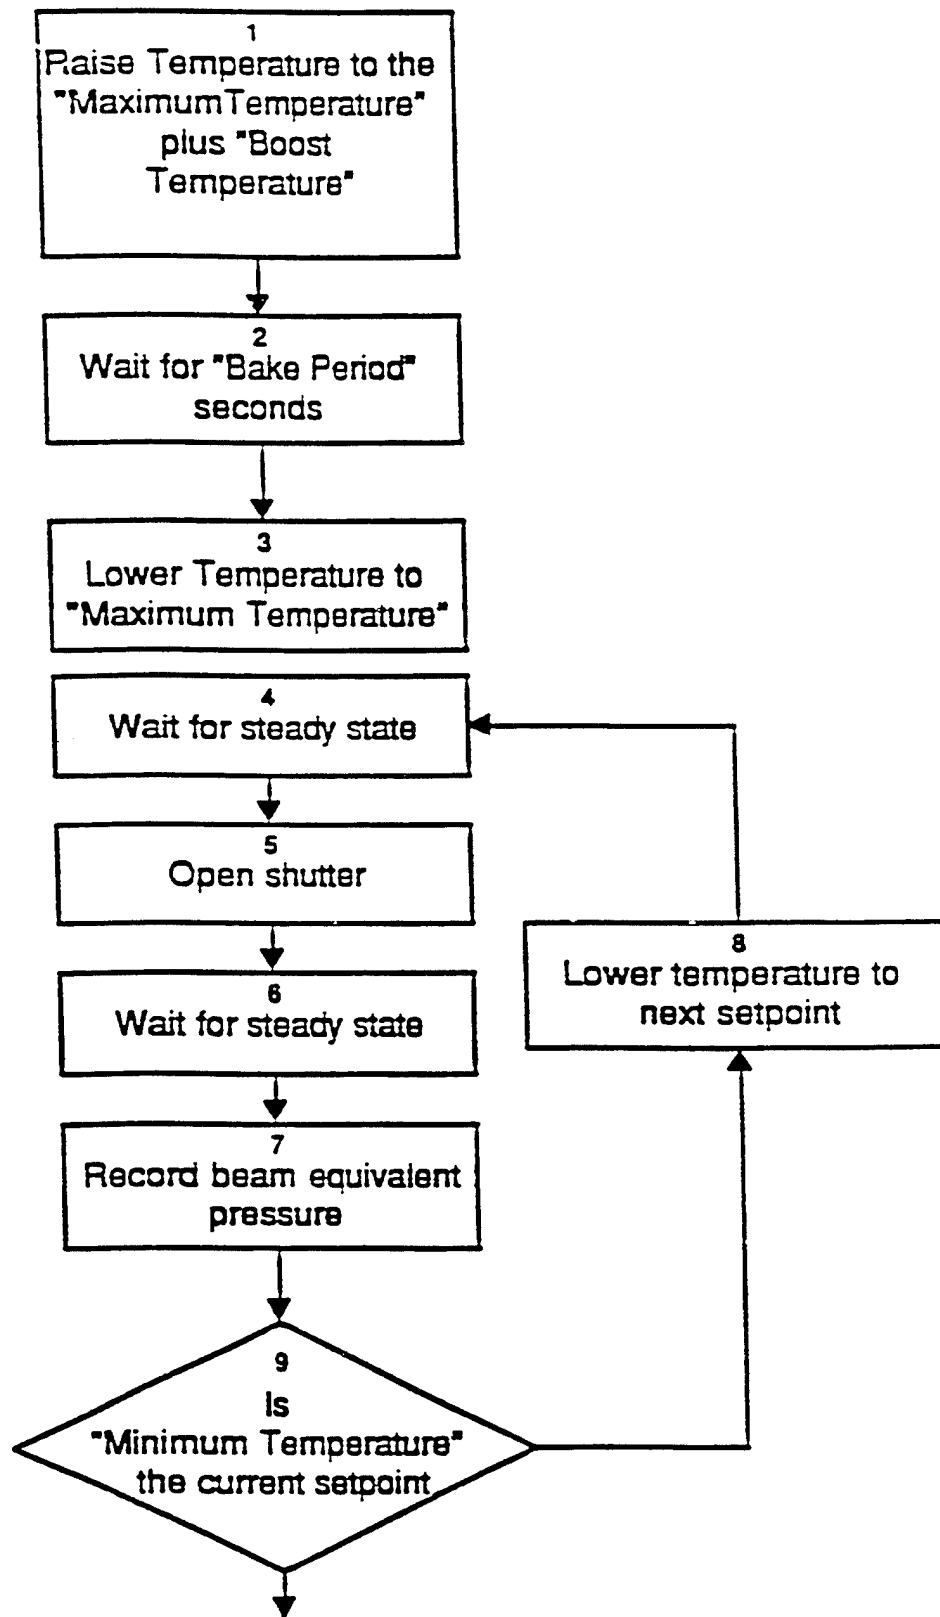 1
Raise Temperature to the
"MaximumTemperature"
plus "Boost
Temperature"
2
Wait for "Bake Period"
seconds
3
Lower Temperature to
"Maximum Temperature"
4
Wait for steady state
5
Open shutter
6
Wait for steady state
7
Record beam equivalent
pressure
8
Lower temperature to
next setpoint
9
Is
"Minimum Temperature"
the current setpoint